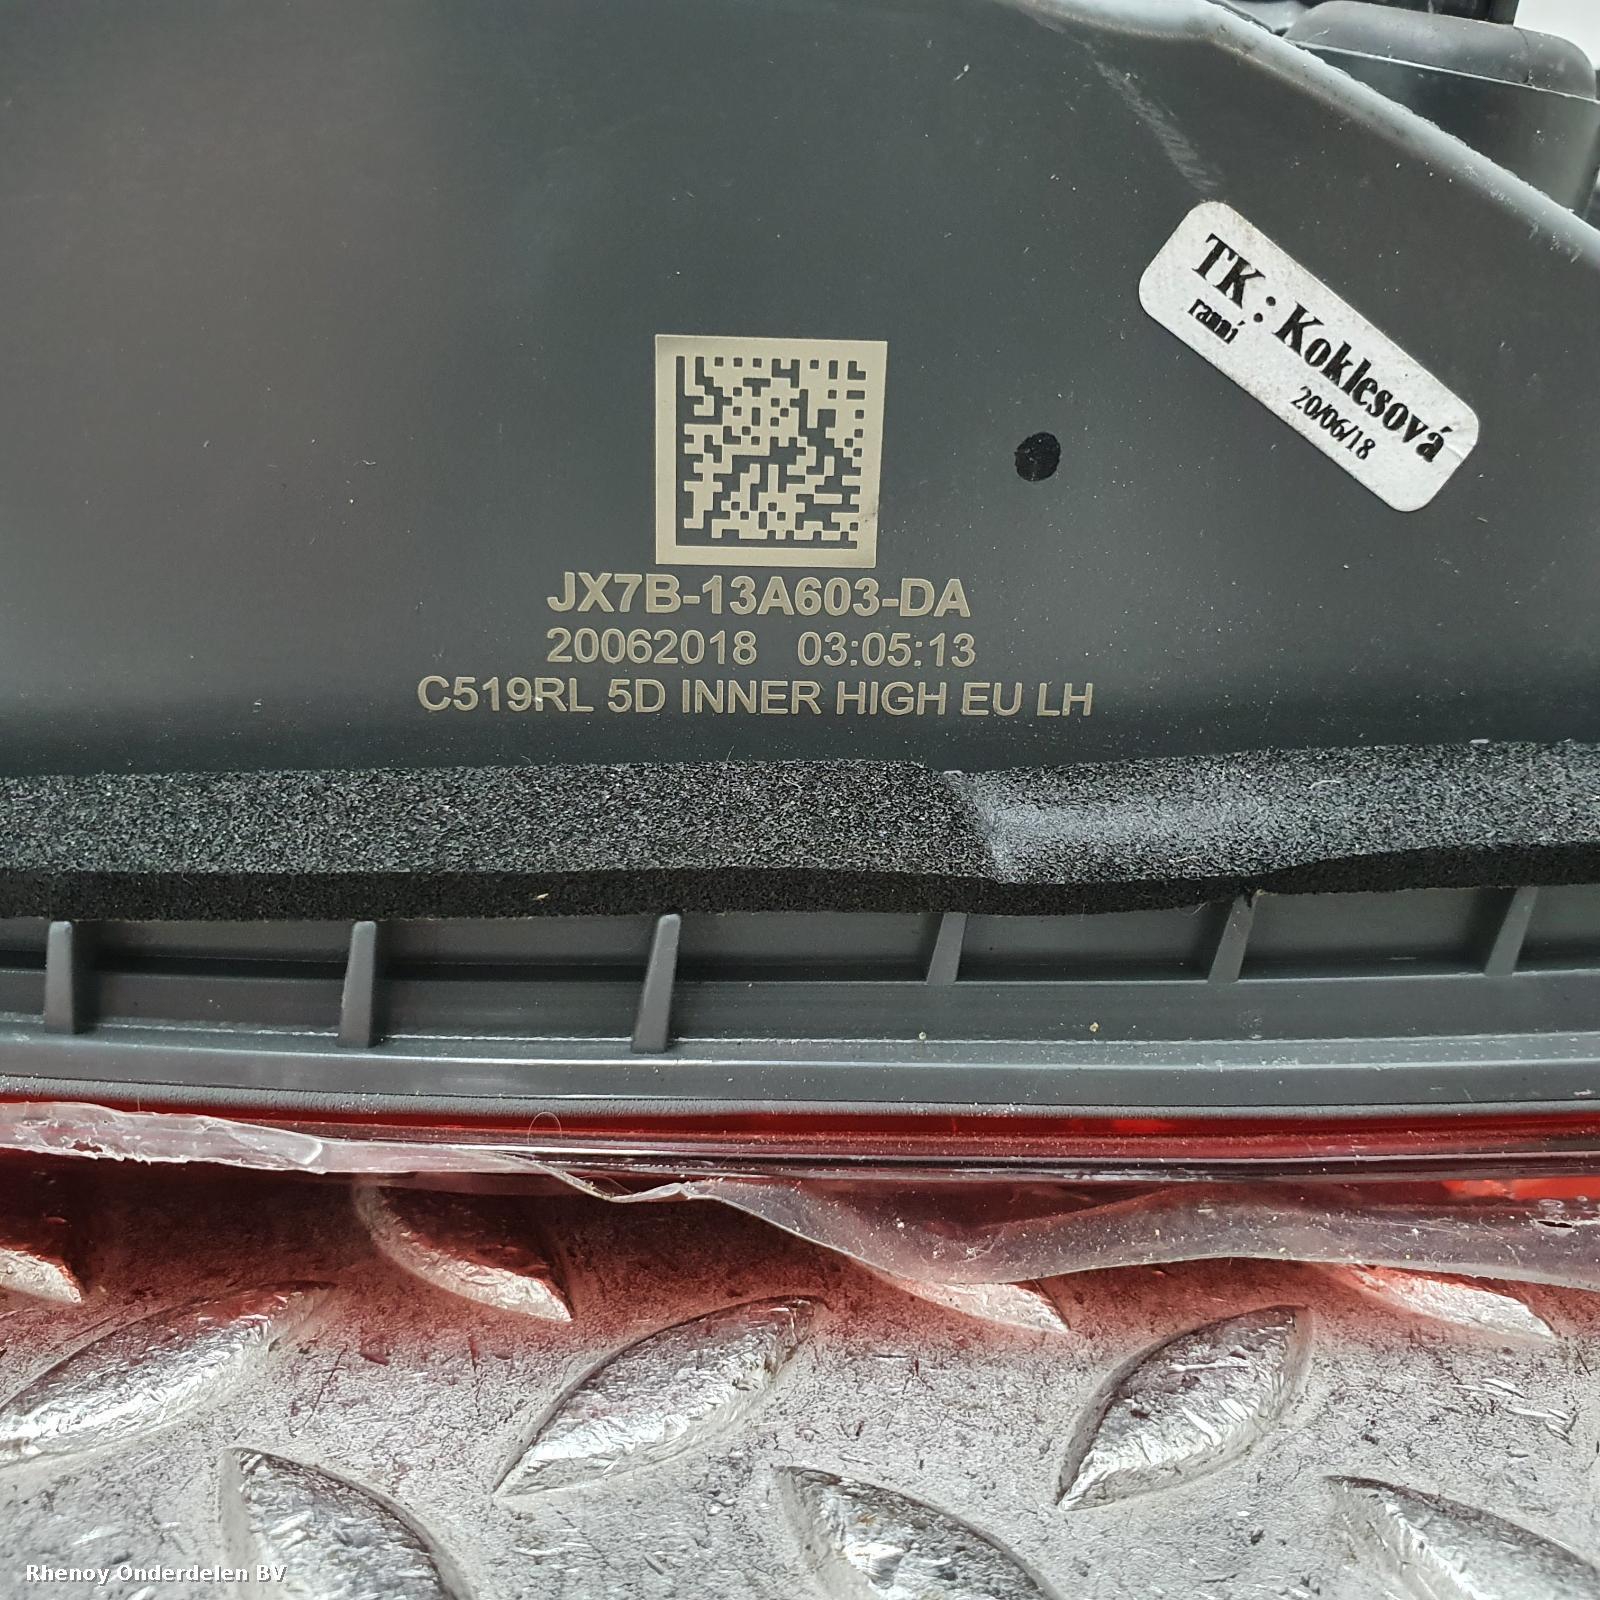 TK: Koklesová
ranní
20/06/18
JX7B-13A603-DA
20062018 03:05:13
C519RL 5D INNER HIGH EU LH
Rhenoy Onderdelen BV